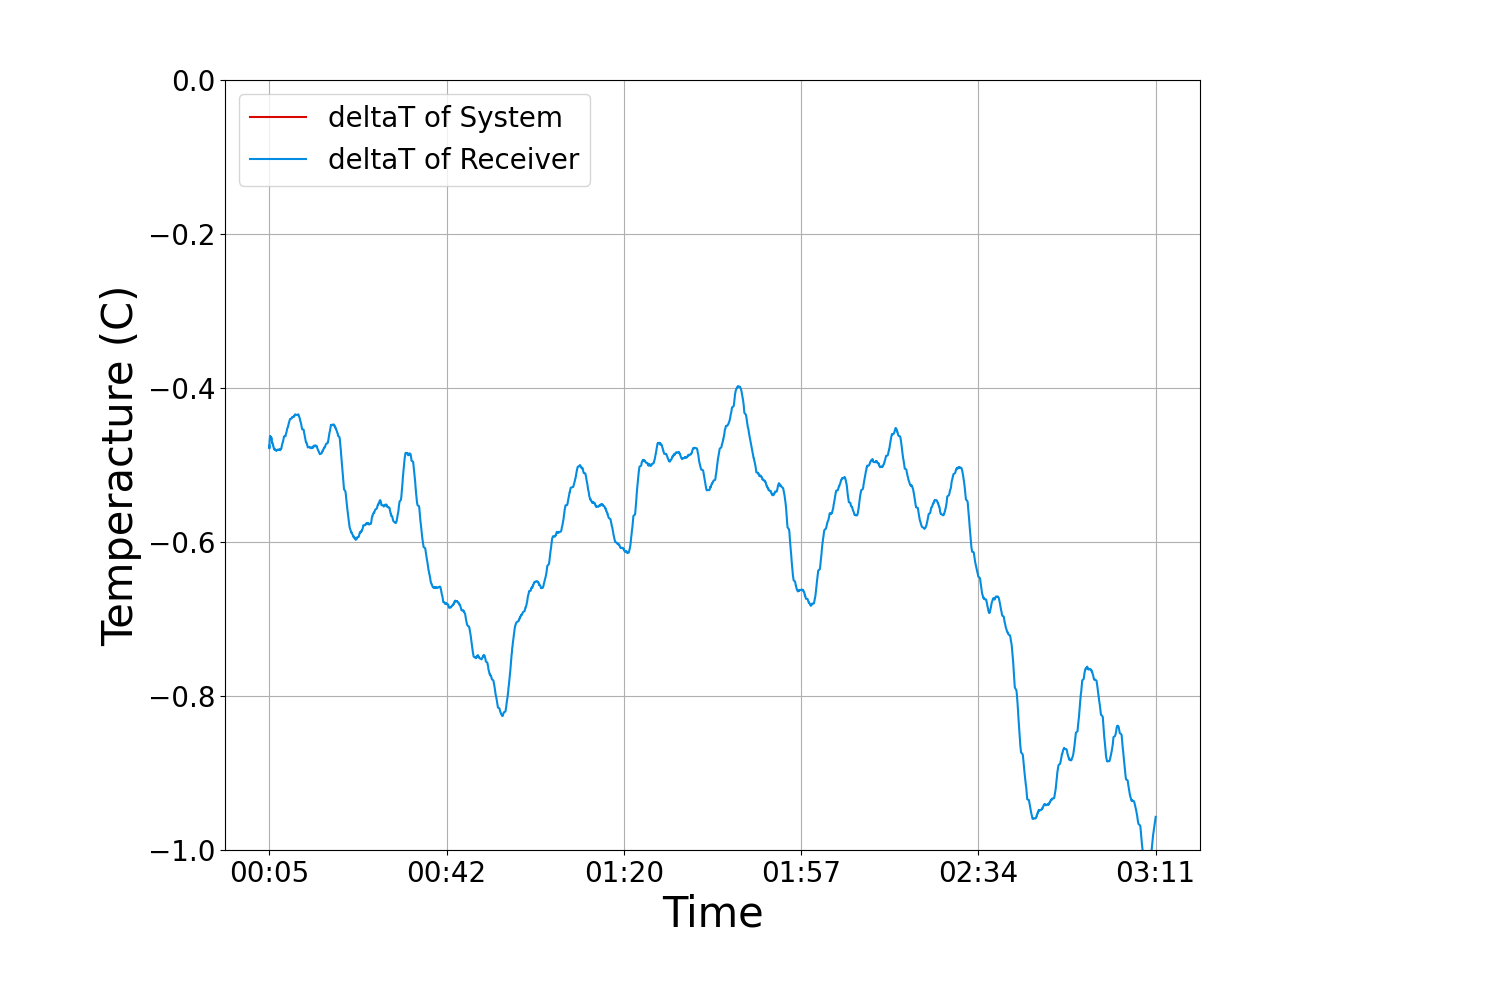 deltaT of System
deltaT of Receiver
0.0
−0.2
−0.4
−0.6
−0.8
−1.0
Temperacture (C)
00:05 00:42 01:20 01:57 02:34 03:11
Time